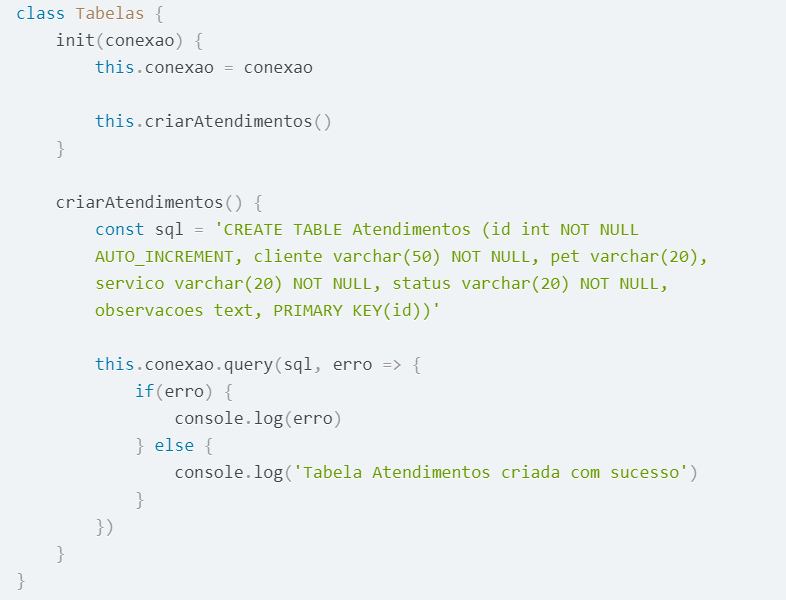 class Tabelas {
    init(conexao) {
        this.conexao = conexao

        this.criarAtendimentos()
    }

    criarAtendimentos() {
        const sql = 'CREATE TABLE Atendimentos (id int NOT NULL
        AUTO_INCREMENT, cliente varchar(50) NOT NULL, pet varchar(20),
        servico varchar(20) NOT NULL, status varchar(20) NOT NULL,
        observacoes text, PRIMARY KEY(id))'

        this.conexao.query(sql, erro => {
            if(erro) {
                console.log(erro)
            } else {
                console.log('Tabela Atendimentos criada com sucesso')
            }
        })
    }
}